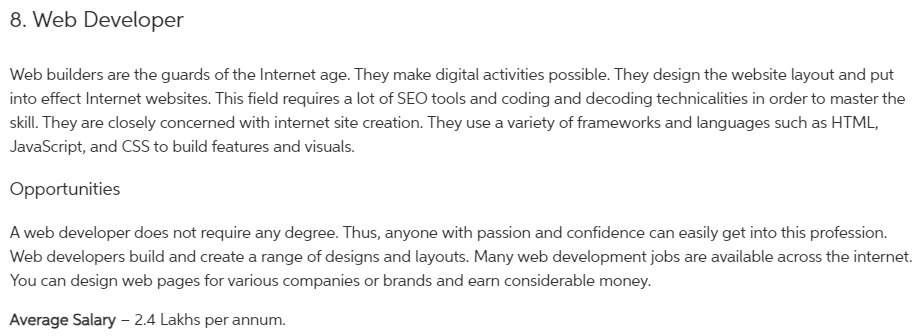 8. Web Developer
Web builders are the guards of the Internet age. They make digital activities possible. They design the website layout and put
into effect Internet websites. This field requires a lot of SEO tools and coding and decoding technicalities in order to master the
skill. They are closely concerned with internet site creation. They use a variety of frameworks and languages such as HTML,
JavaScript, and CSS to build features and visuals.
Opportunities
A web developer does not require any degree. Thus, anyone with passion and confidence can easily get into this profession.
Web developers build and create a range of designs and layouts. Many web development jobs are available across the internet.
You can design web pages for various companies or brands and earn considerable money.
Average Salary – 2.4 Lakhs per annum.